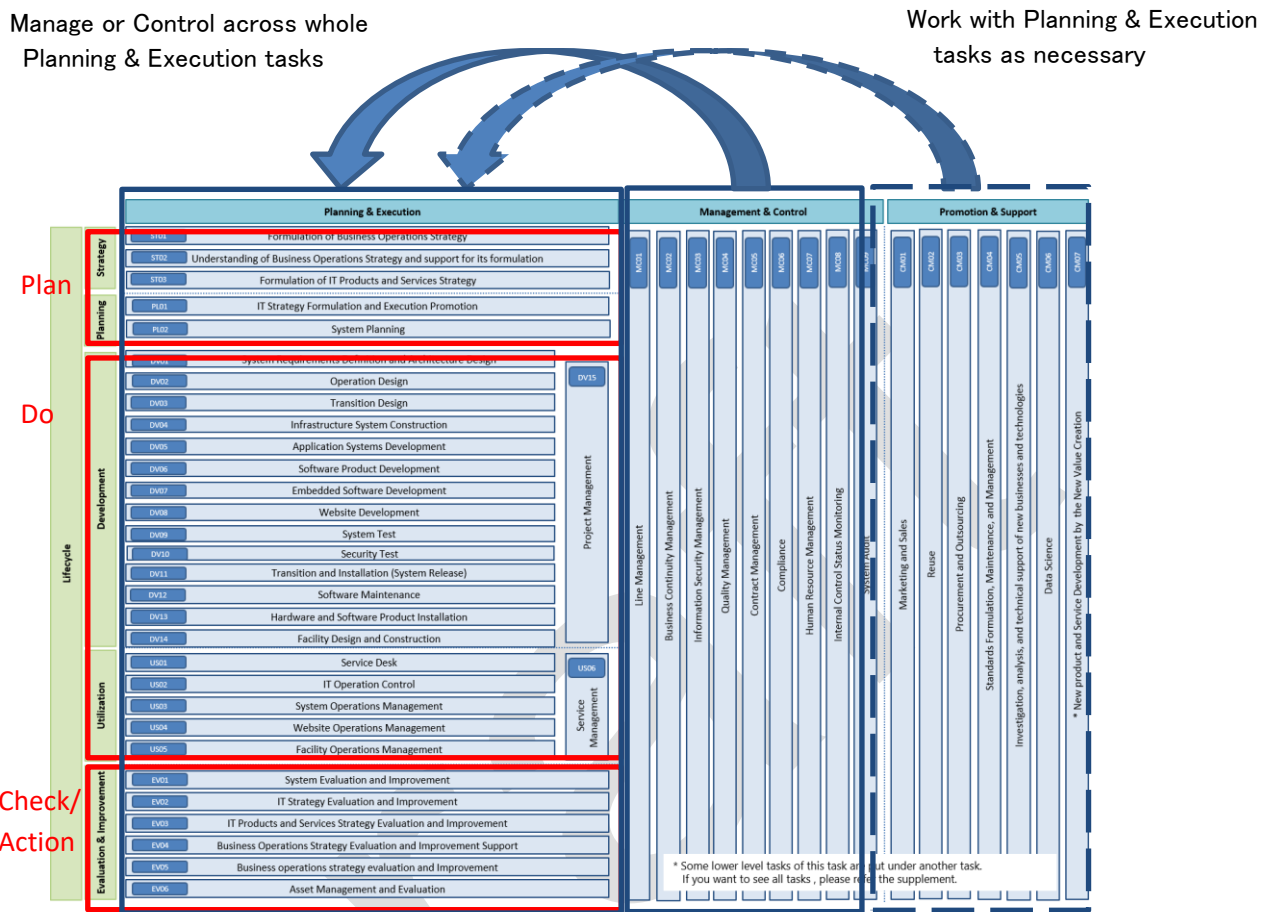 Manage or Control across whole
Planning & Execution tasks
Work with Planning & Execution
tasks as necessary
Planning & Execution
Management & Control
Promotion & Support
Plan
Do
Check/
Action
Lifecycle
Strategy
ST01 Formulation of Business Operations Strategy
ST02 Understanding of Business Operations Strategy and support for its formulation
ST03 Formulation of IT Products and Services Strategy
Planning
PL01 IT Strategy Formulation and Execution Promotion
PL02 System Planning
Development
System Requirements Definition and Architecture Design
DV02 Operation Design
DV03 Transition Design
DV04 Infrastructure System Construction
DV05 Application Systems Development
DV06 Software Product Development
DV07 Embedded Software Development
DV08 Website Development
DV09 System Test
DV10 Security Test
DV11 Transition and Installation (System Release)
DV12 Software Maintenance
DV13 Hardware and Software Product Installation
DV14 Facility Design and Construction
DV15 Project Management
Utilization
US01 Service Desk
US02 IT Operation Control
US03 System Operations Management
US04 Website Operations Management
US05 Facility Operations Management
US06 Service
Management
Evaluation & Improvement
EV01 System Evaluation and Improvement
EV02 IT Strategy Evaluation and Improvement
EV03 IT Products and Services Strategy Evaluation and Improvement
EV04 Business Operations Strategy Evaluation and Improvement Support
EV05 Business operations strategy evaluation and Improvement
EV06 Asset Management and Evaluation
MC01 Line Management
MC02 Business Continuity Management
MC03 Information Security Management
MC04 Quality Management
MC05 Contract Management
MC06 Compliance
MC07 Human Resource Management
MC08 Internal Control Status Monitoring
MC09 System Audit
CM01 Marketing and Sales
CM02 Reuse
CM03 Procurement and Outsourcing
CM04 Standards Formulation, Maintenance, and Management
CM05 Investigation, analysis, and technical support of new businesses and technologies
CM06 Data Science
CM07 * New product and Service Development by the New Value Creation
* Some lower level tasks of this task are put under another task.
If you want to see all tasks , please refer the supplement.